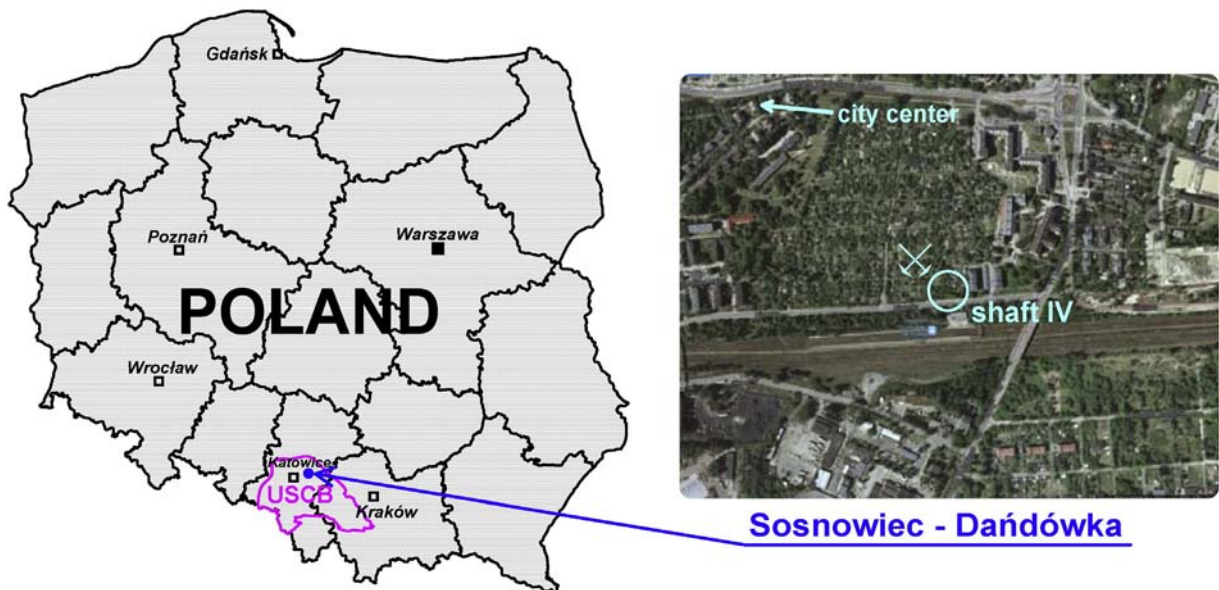 Gdańsk
Poznań
Warszawa
POLAND
Wrocław
Katowice
USCB
Kraków
city center
shaft IV
Sosnowiec - Dańdówka